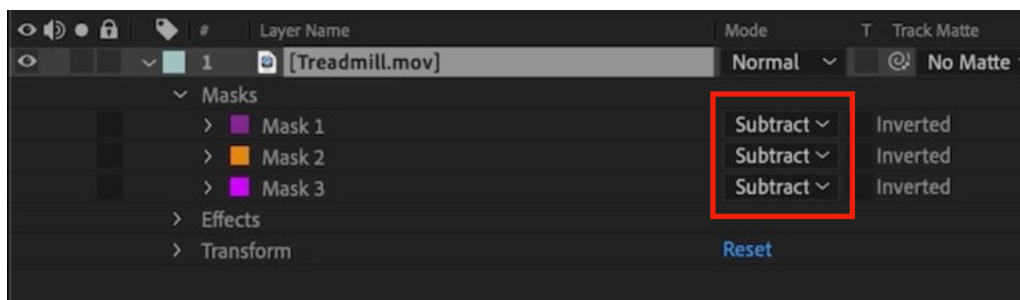 # Layer Name Mode T Track Matte
1 [Treadmill.mov] Normal No Matte
Masks
Mask 1 Subtract Inverted
Mask 2 Subtract Inverted
Mask 3 Subtract Inverted
Effects
Transform Reset